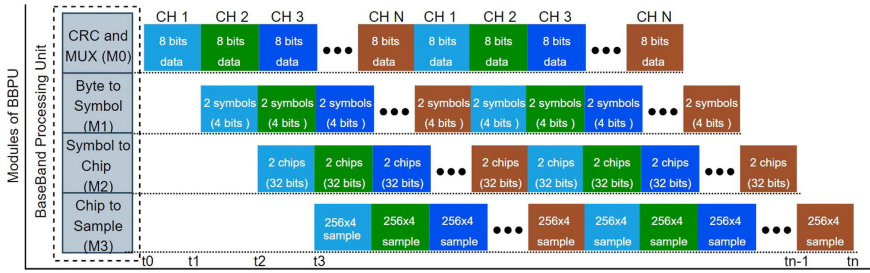 Modules of BBPU
BaseBand Processing Unit
CH 1 CH 2 CH 3 CH N CH 1 CH 2 CH 3 CH N
CRC and
MUX (M0)
8 bits 8 bits 8 bits 8 bits 8 bits 8 bits 8 bits 8 bits
data data data data data data data data
Byte to
Symbol
(M1)
2 symbols 2 symbols 2 symbols 2 symbols 2 symbols 2 symbols 2 symbols 2 symbols
(4 bits ) (4 bits ) (4 bits ) (4 bits ) (4 bits ) (4 bits ) (4 bits ) (4 bits )
Symbol to
Chip
(M2)
2 chips 2 chips 2 chips 2 chips 2 chips 2 chips 2 chips 2 chips
(32 bits) (32 bits) (32 bits) (32 bits) (32 bits) (32 bits) (32 bits) (32 bits)
Chip to
Sample
(M3)
256x4 256x4 256x4 256x4 256x4 256x4 256x4 256x4
sample sample sample sample sample sample sample sample
t0 t1 t2 t3 tn-1 tn